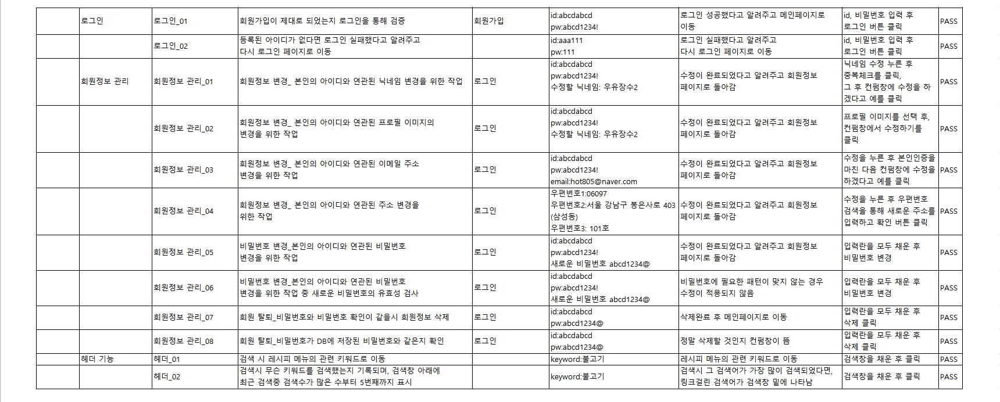 로그인
로그인_01
회원가입이 제대로 되었는지 로그인을 통해 검증
회원가입
id:abcdabcd
pw:abcd1234!
로그인 성공했다고 알려주고 메인페이지로
이동
id, 비밀번호 입력 후
로그인 버튼 클릭
PASS
로그인_02
등록된 아이디가 없다면 로그인 실패했다고 알려주고
다시 로그인 페이지로 이동
id:aaa111
pw:111
로그인 실패했다고 알려주고
다시 로그인 페이지로 이동
id, 비밀번호 입력 후
로그인 버튼 클릭
PASS
회원정보 관리
회원정보 관리_01
회원정보 변경_ 본인의 아이디와 연관된 닉네임 변경을 위한 작업
로그인
id:abcdabcd
pw:abcd1234!
수정할 닉네임: 우유장수2
수정이 완료되었다고 알려주고 회원정보
페이지로 돌아감
닉네임 수정 누른 후
중복체크를 클릭,
그 후 컨펌창에 수정을 하
겠다고 예를 클릭
PASS
회원정보 관리_02
회원정보 변경_ 본인의 아이디와 연관된 프로필 이미지의
변경을 위한 작업
로그인
id:abcdabcd
pw:abcd1234!
수정할 닉네임: 우유장수2
수정이 완료되었다고 알려주고 회원정보
페이지로 돌아감
프로필 이미지를 선택 후,
컨펌창에서 수정하기를
클릭
PASS
회원정보 관리_03
회원정보 변경_ 본인의 아이디와 연관된 이메일 주소
변경을 위한 작업
로그인
id:abcdabcd
pw:abcd1234!
email:hot805@naver.com
수정이 완료되었다고 알려주고 회원정보
페이지로 돌아감
수정을 누른 후 본인인증을
마친 다음 컨펌창에 수정을
하겠다고 예를 클릭
PASS
회원정보 관리_04
회원정보 변경_ 본인의 아이디와 연관된 주소 변경을
위한 작업
로그인
우편번호1:06097
우편번호2:서울 강남구 봉은사로 403
(삼성동)
우편번호3: 101호
수정이 완료되었다고 알려주고 회원정보
페이지로 돌아감
수정을 누른 후 우편번호
검색을 통해 새로운 주소를
입력하고 확인 버튼 클릭
PASS
회원정보 관리_05
비밀번호 변경_본인의 아이디와 연관된 비밀번호
변경을 위한 작업
로그인
id:abcdabcd
pw:abcd1234!
새로운 비밀번호 abcd1234@
수정이 완료되었다고 알려주고 회원정보
페이지로 돌아감
입력란을 모두 채운 후
비밀번호 변경
PASS
회원정보 관리_06
비밀번호 변경_본인의 아이디와 연관된 비밀번호
변경을 위한 작업 중 새로운 비밀번호의 유효성 검사
로그인
id:abcdabcd
pw:abcd1234!
새로운 비밀번호 abcd1234@
비밀번호에 필요한 패턴이 맞지 않는 경우
수정이 적용되지 않음
입력란을 모두 채운 후
비밀번호 변경
PASS
회원정보 관리_07
회원 탈퇴_비밀번호와 비밀번호 확인이 같을시 회원정보 삭제
로그인
id:abcdabcd
pw:abcd1234@
삭제완료 후 메인페이지로 이동
입력란을 모두 채운 후
삭제 클릭
PASS
회원정보 관리_08
회원 탈퇴_비밀번호가 DB에 저장된 비밀번호와 같은지 확인
로그인
id:abcdabcd
pw:abcd1234@
정말 삭제할 것인지 컨펌창이 뜸
입력란을 모두 채운 후
삭제 클릭
PASS
헤더 기능
헤더_01
검색 시 레시피 메뉴의 관련 키워드로 이동
keyword:불고기
레시피 메뉴의 관련 키워드로 이동
검색창을 채운 후 클릭
PASS
헤더_02
검색시 무슨 키워드를 검색했는지 기록되며, 검색창 아래에
최근 검색중 검색수가 많은 수부터 5번째까지 표시
keyword:불고기
검색시 그 검색어가 가장 많이 검색되었다면,
링크걸린 검색어가 검색창 밑에 나타남
검색창을 채운 후 클릭
PASS